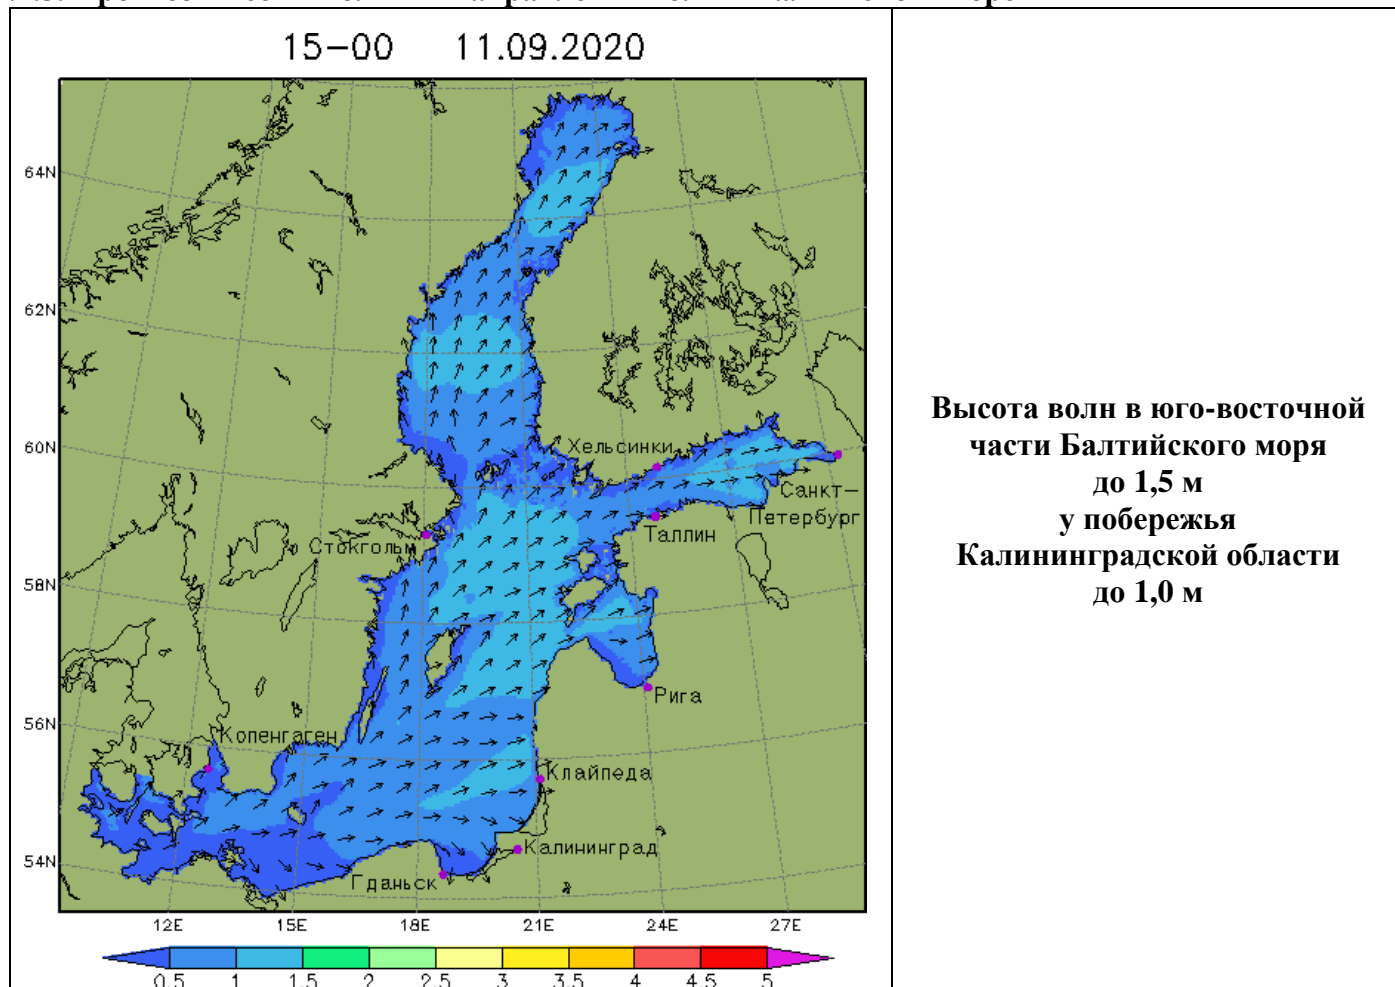 15-00 11.09.2020
64N
62N
60N
58N
56N
54N
Хельсинки
Санкт-
Петербург
Таллин
Стокгольм
Рига
Копенгаген
Клайпеда
Калининград
Гданьск
12E 15E 18E 21E 24E 27E
0.5 1 1.5 2 2.5 3 3.5 4 4.5 5
Высота волн в юго-восточной
части Балтийского моря
до 1,5 м
у побережья
Калининградской области
до 1,0 м